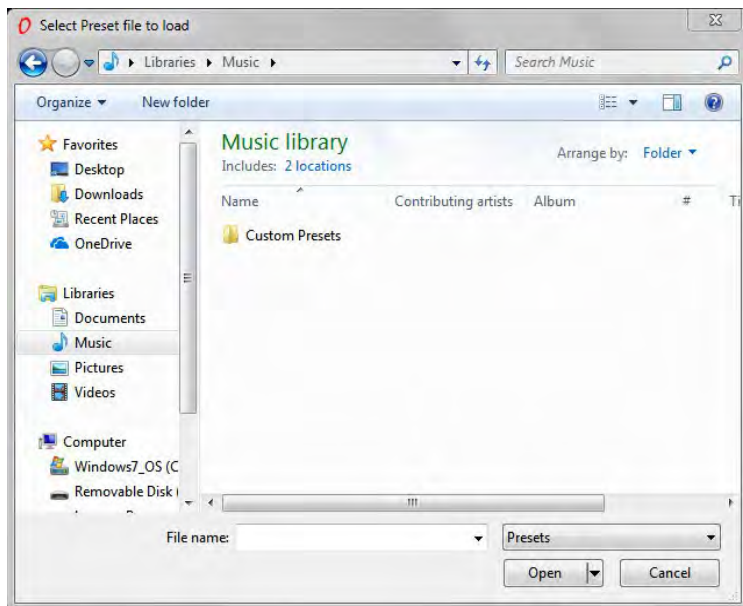 Select Preset file to load
Libraries Music
Search Music
Organize New folder
Favorites
Desktop
Downloads
Recent Places
OneDrive
Libraries
Documents
Music
Pictures
Videos
Computer
Windows7_OS (C
Removable Disk (
Music library
Includes: 2 locations
Arrange by: Folder
Name Contributing artists Album #
Custom Presets
File name:
Presets
Open Cancel